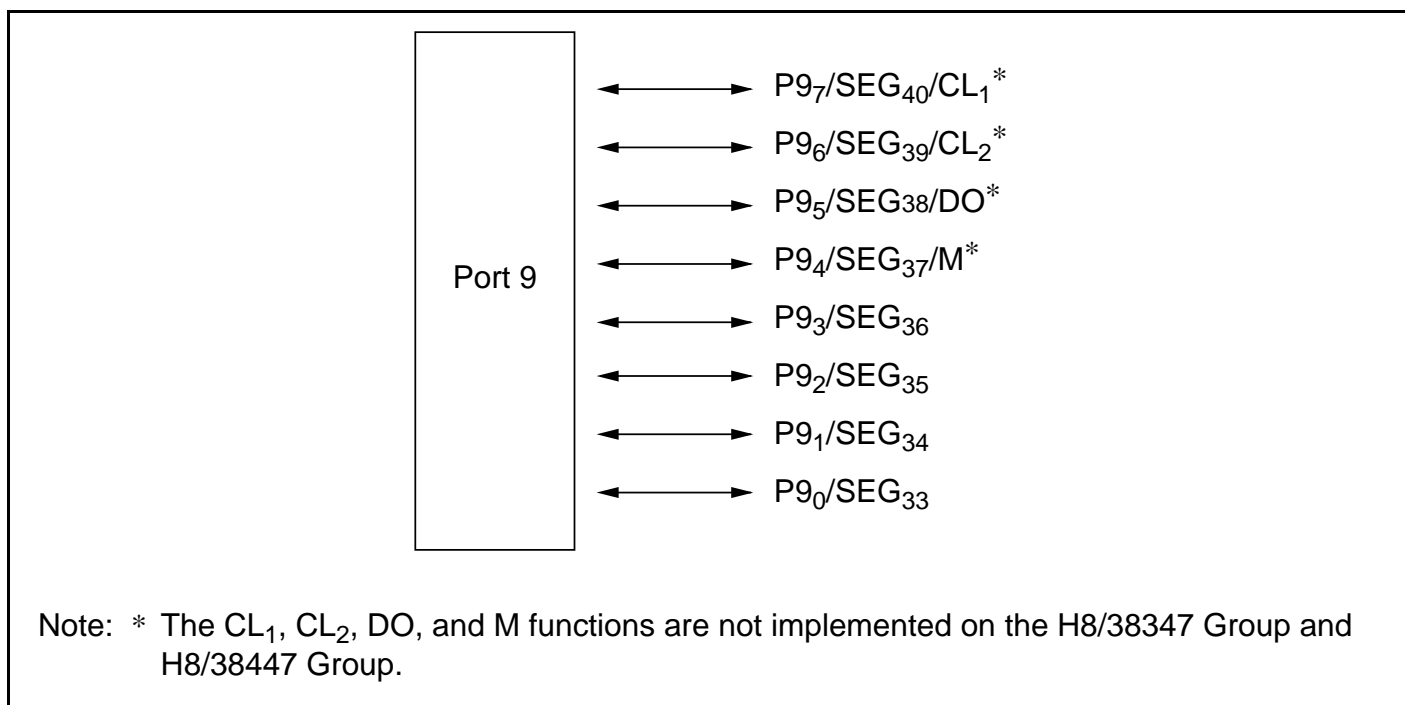 Port 9
P9₇/SEG₄₀/CL₁*
P9₆/SEG₃₉/CL₂*
P9₅/SEG38/DO*
P9₄/SEG₃₇/M*
P9₃/SEG₃₆
P9₂/SEG₃₅
P9₁/SEG₃₄
P9₀/SEG₃₃
Note: * The CL₁, CL₂, DO, and M functions are not implemented on the H8/38347 Group and
H8/38447 Group.